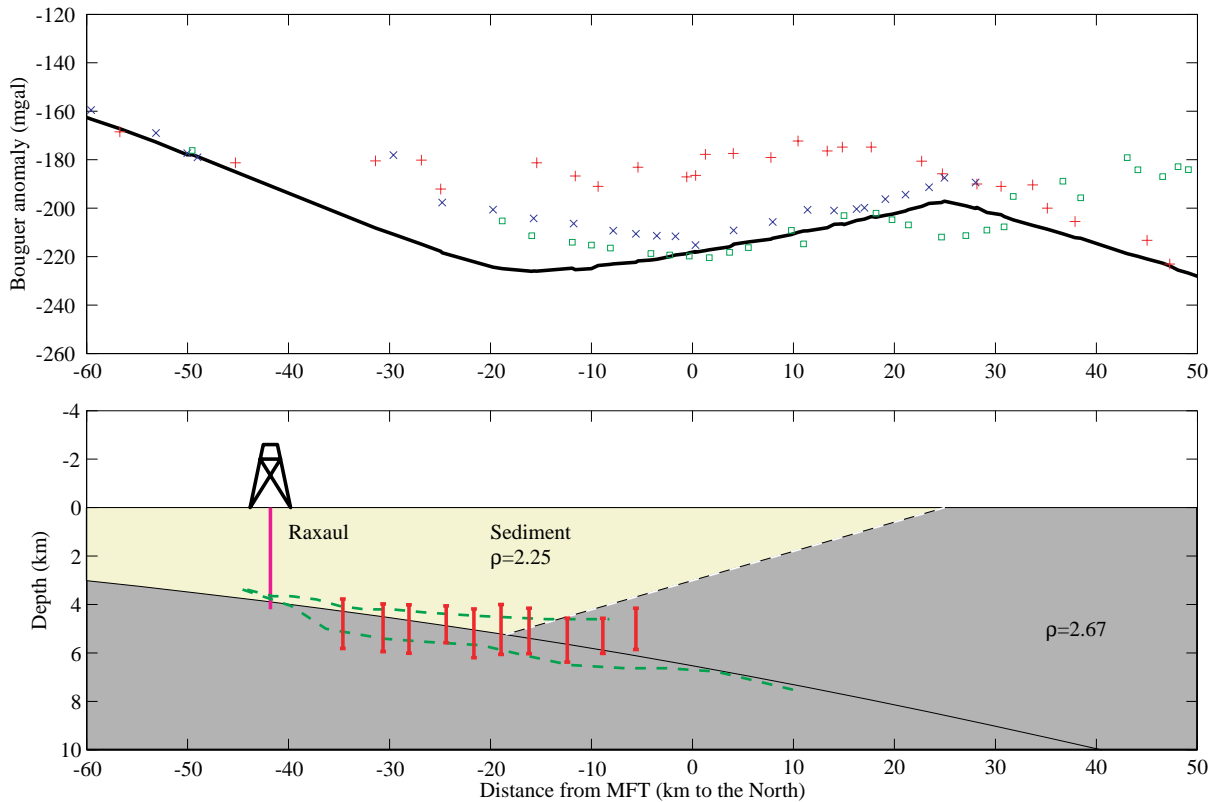 Bouguer anomaly (mgal)
-120
-140
-160
-180
-200
-220
-240
-260
-60 -50 -40 -30 -20 -10 0 10 20 30 40 50
Depth (km)
-4
-2
0
2
4
6
8
10
Raxaul
Sediment
ρ=2.25
ρ=2.67
-60 -50 -40 -30 -20 -10 0 10 20 30 40 50
Distance from MFT (km to the North)